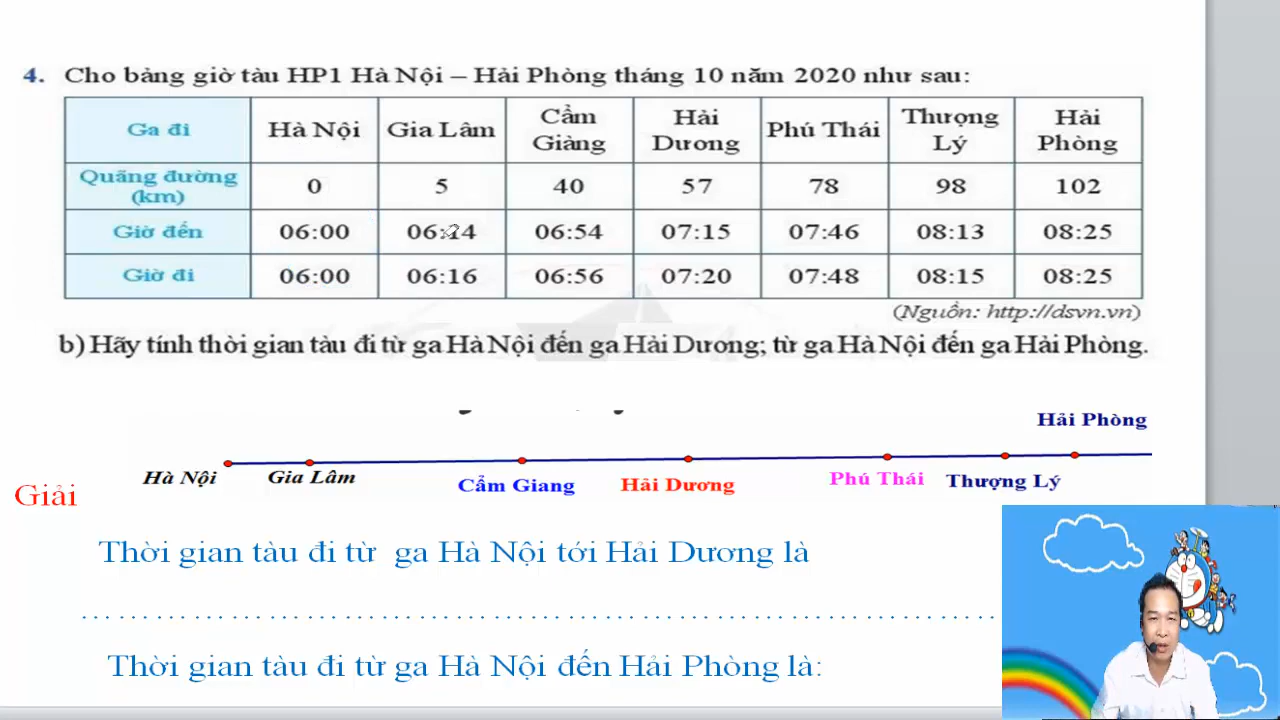 4. Cho bảng giờ tàu HP1 Hà Nội – Hải Phòng tháng 10 năm 2020 như sau:
Ga đi Hà Nội Gia Lâm Cẩm Giàng Hải Dương Phú Thái Thượng Lý Hải Phòng
Quãng đường (km) 0 5 40 57 78 98 102
Giờ đến 06:00 06:14 06:54 07:15 07:46 08:13 08:25
Giờ đi 06:00 06:16 06:56 07:20 07:48 08:15 08:25
(Nguồn: http://dsvn.vn)
b) Hãy tính thời gian tàu đi từ ga Hà Nội đến ga Hải Dương; từ ga Hà Nội đến ga Hải Phòng.
Hải Phòng
Hà Nội Gia Lâm Cẩm Giang Hải Dương Phú Thái Thượng Lý
Giải
Thời gian tàu đi từ ga Hà Nội tới Hải Dương là
Thời gian tàu đi từ ga Hà Nội đến Hải Phòng là: